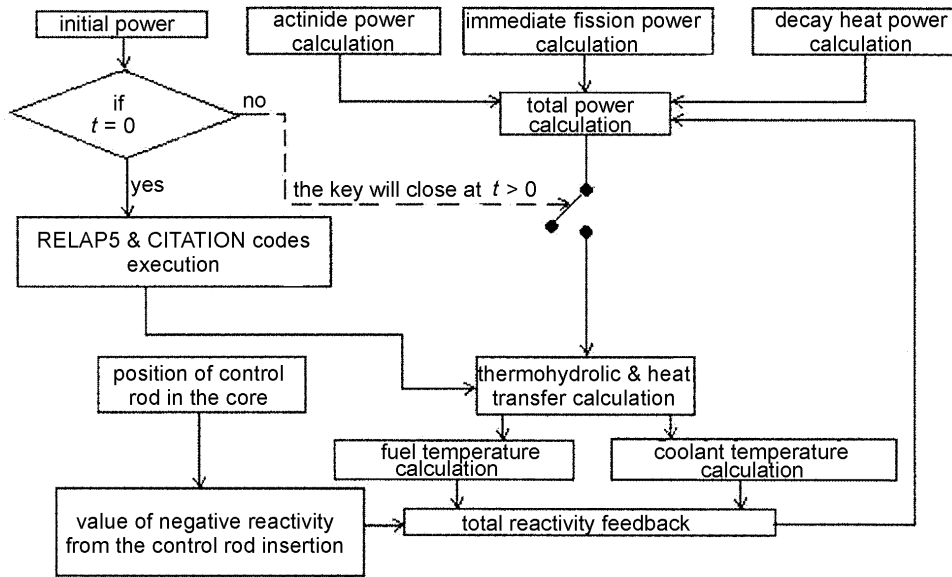 initial power
actinide power
calculation
immediate fission power
calculation
decay heat power
calculation
if
t = 0
no
total power
calculation
yes
the key will close at t > 0
RELAP5 & CITATION codes
execution
position of control
rod in the core
thermohydrolic & heat
transfer calculation
fuel temperature
calculation
coolant temperature
calculation
value of negative reactivity
from the control rod insertion
total reactivity feedback